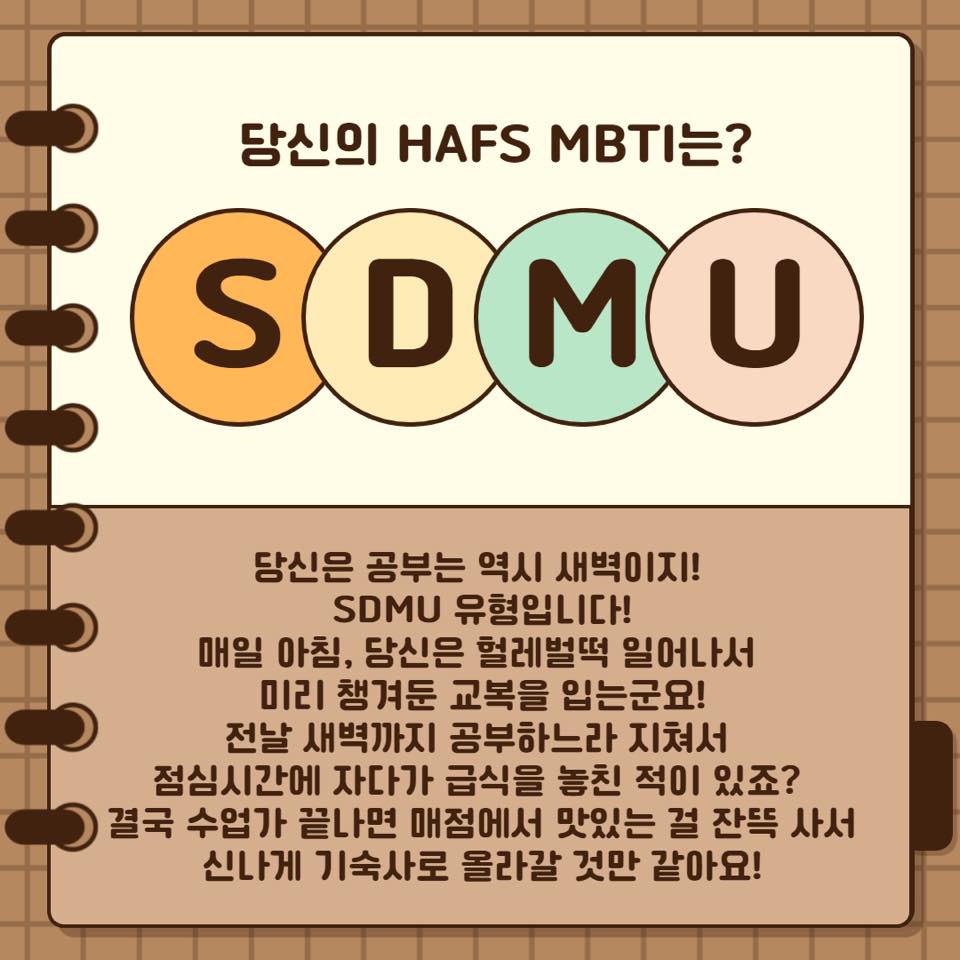 당신의 HAFS MBTI는?
SDMU
당신은 공부는 역시 새벽이지!
SDMU 유형입니다!
매일 아침, 당신은 헐레벌떡 일어나서
미리 챙겨둔 교복을 입는군요!
전날 새벽까지 공부하느라 지쳐서
점심시간에 자다가 급식을 놓친 적이 있죠?
결국 수업가 끝나면 매점에서 맛있는 걸 잔뜩 사서
신나게 기숙사로 올라갈 것만 같아요!